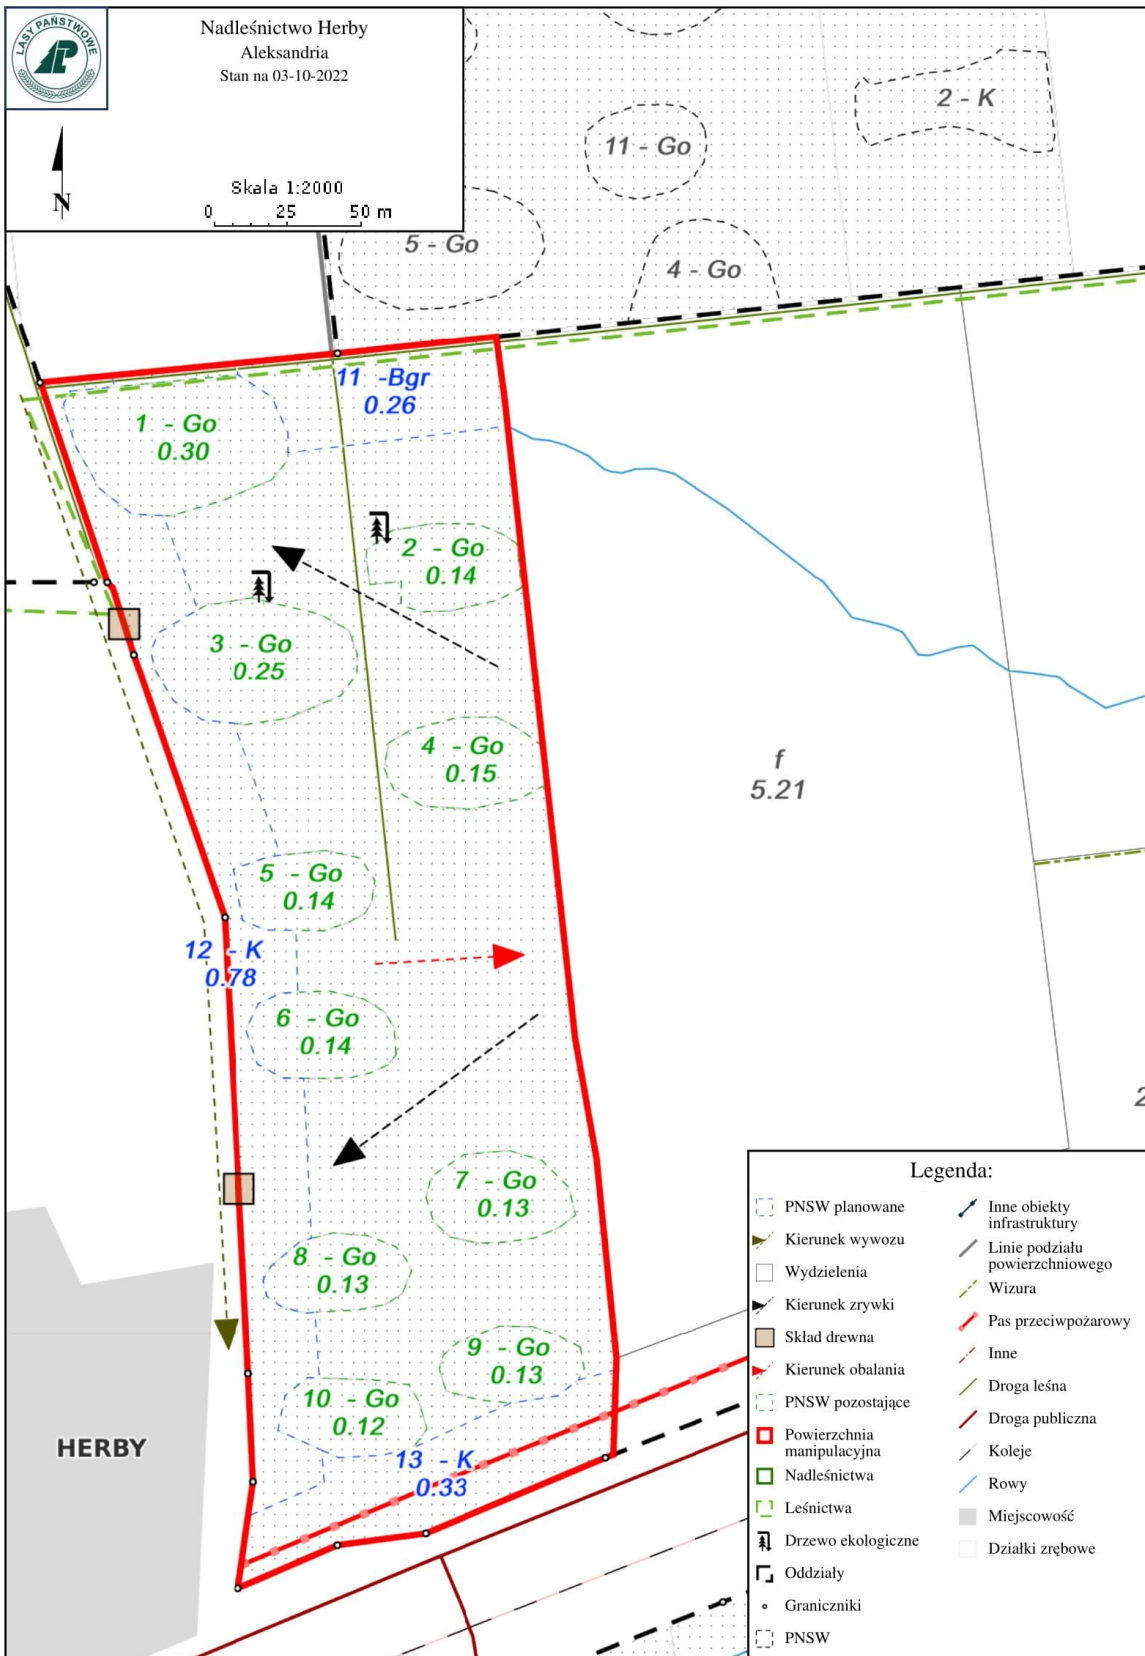 LASY PAŃSTWOWE
Nadleśnictwo Herby
Aleksandria
Stan na 03-10-2022
N
Skala 1:2000
0 25 50 m
2 - K
11 - Go
5 - Go
4 - Go
11 -Bgr
0.26
1 - Go
0.30
2 - Go
0.14
3 - Go
0.25
4 - Go
0.15
f
5.21
5 - Go
0.14
12 - K
0.78
6 - Go
0.14
2
7 - Go
0.13
8 - Go
0.13
9 - Go
0.13
10 - Go
0.12
13 - K
0.33
HERBY
Legenda:
PNSW planowane
Kierunek wywozu
Wydzielenia
Kierunek zrywki
Skład drewna
Kierunek obalania
PNSW pozostające
Powierzchnia
manipulacyjna
Nadleśnictwa
Leśnictwa
Drzewo ekologiczne
Oddziały
Graniczniki
PNSW
Inne obiekty
infrastruktury
Linie podziału
powierzchniowego
Wizura
Pas przeciwpożarowy
Inne
Droga leśna
Droga publiczna
Koleje
Rowy
Miejscowość
Działki zrębowe